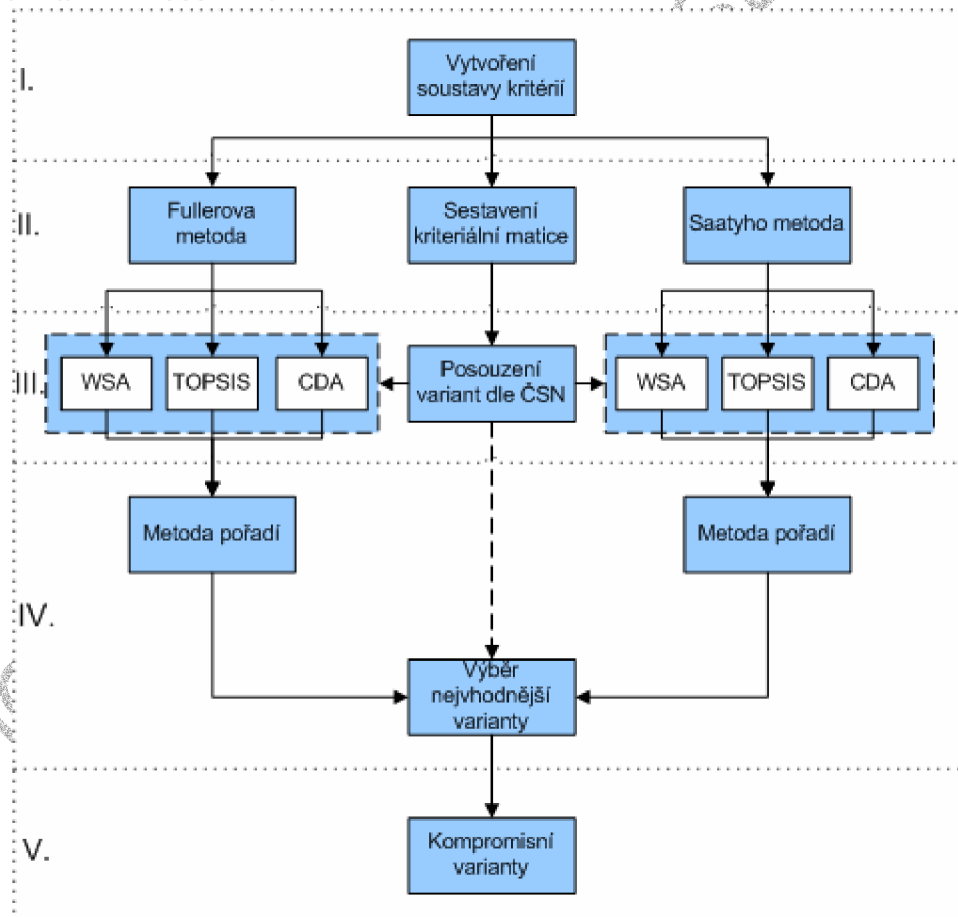 I.
Vytvoření
soustavy kritérií
II.
Fullerova
metoda
Sestavení
kriteriální matice
Saatyho metoda
III.
WSA
TOPSIS
CDA
Posouzení
variant dle ČSN
WSA
TOPSIS
CDA
Metoda pořadí
Metoda pořadí
IV.
Výběr
nejvhodnější
varianty
V.
Kompromisní
varianty